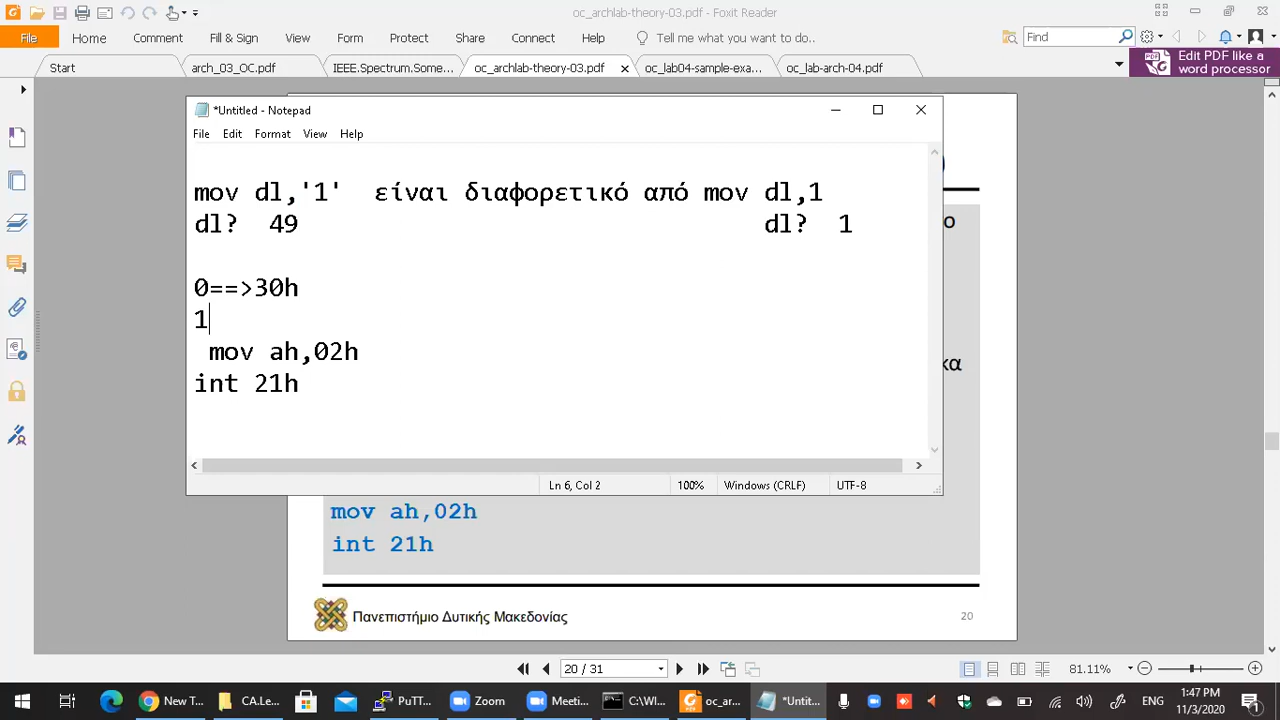 oc_archlab-theory-03.pdf - Foxit Reader
File Home Comment Fill & Sign View Form Protect Share Connect Help Tell me what you want to do.. Find
Start arch_03_OC.pdf IEEE.Spectrum.Some... oc_archlab-theory-03.pdf oc_lab04-sample-exa... oc_lab-arch-04.pdf
Edit PDF like a
word processor
*Untitled - Notepad
File Edit Format View Help
mov dl,'1' είναι διαφορετικό από mov dl,1
dl? 49 dl? 1
0==>30h
1
mov ah,02h
int 21h
Ln 6, Col 2 100% Windows (CRLF) UTF-8
ο
κα
mov ah,02h
int 21h
Πανεπιστήμιο Δυτικής Μακεδονίας 20
20 / 31 81.11%
New T... CA.Le... PuTT... Zoom Meeti... C:\WI... oc_ar... *Untit... ENG 1:47 PM
11/3/2020 1